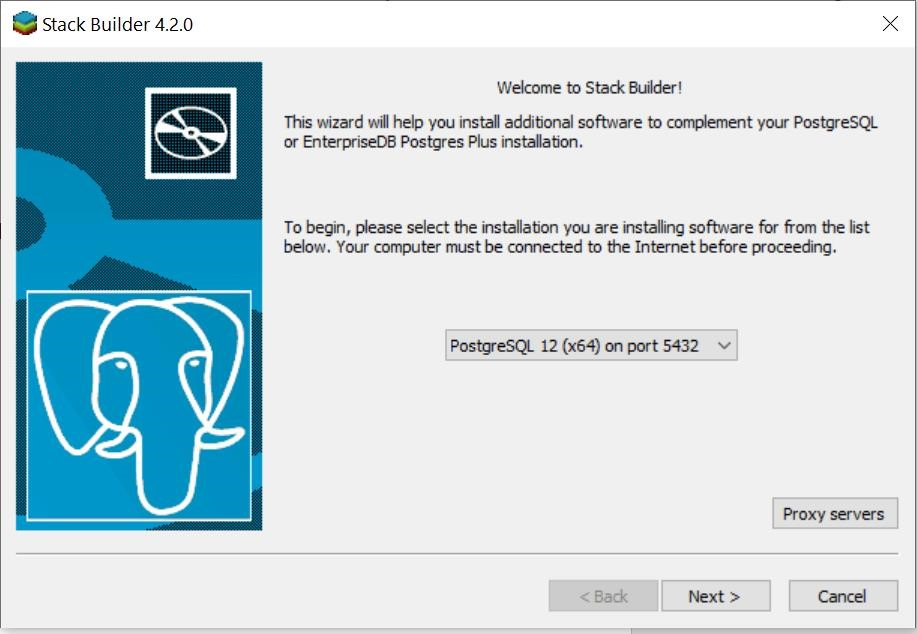 Stack Builder 4.2.0
Welcome to Stack Builder!
This wizard will help you install additional software to complement your PostgreSQL
or EnterpriseDB Postgres Plus installation.
To begin, please select the installation you are installing software for from the list
below. Your computer must be connected to the Internet before proceeding.
PostgreSQL 12 (x64) on port 5432
Proxy servers
< Back
Next >
Cancel